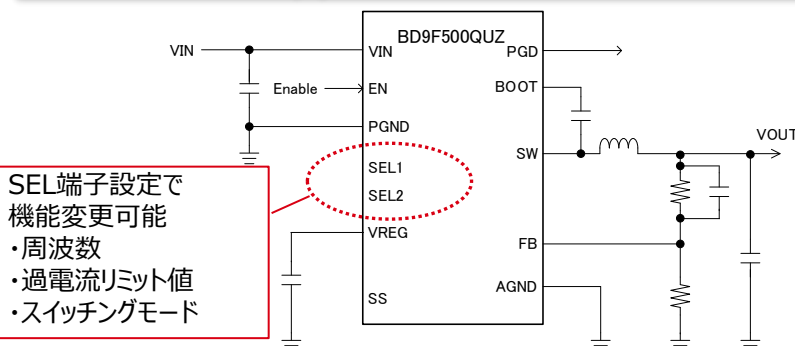 BD9F500QUZ
VIN
VIN
PGD
Enable
EN
BOOT
PGND
VOUT
SW
SEL1
SEL2
SEL端子設定で
機能変更可能
・周波数
・過電流リミット値
・スイッチングモード
VREG
FB
SS
AGND